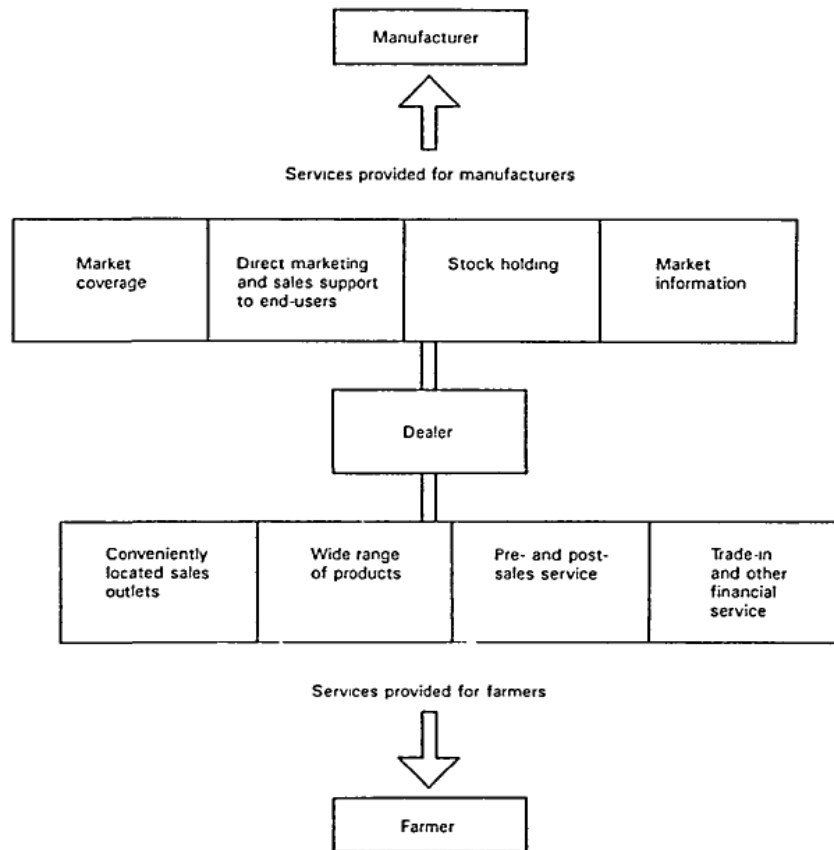 Manufacturer
Services provided for manufacturers
Market
coverage
Direct marketing
and sales support
to end-users
Stock holding
Market
information
Dealer
Conveniently
located sales
outlets
Wide range
of products
Pre- and post-
sales service
Trade-in
and other
financial
service
Services provided for farmers
Farmer